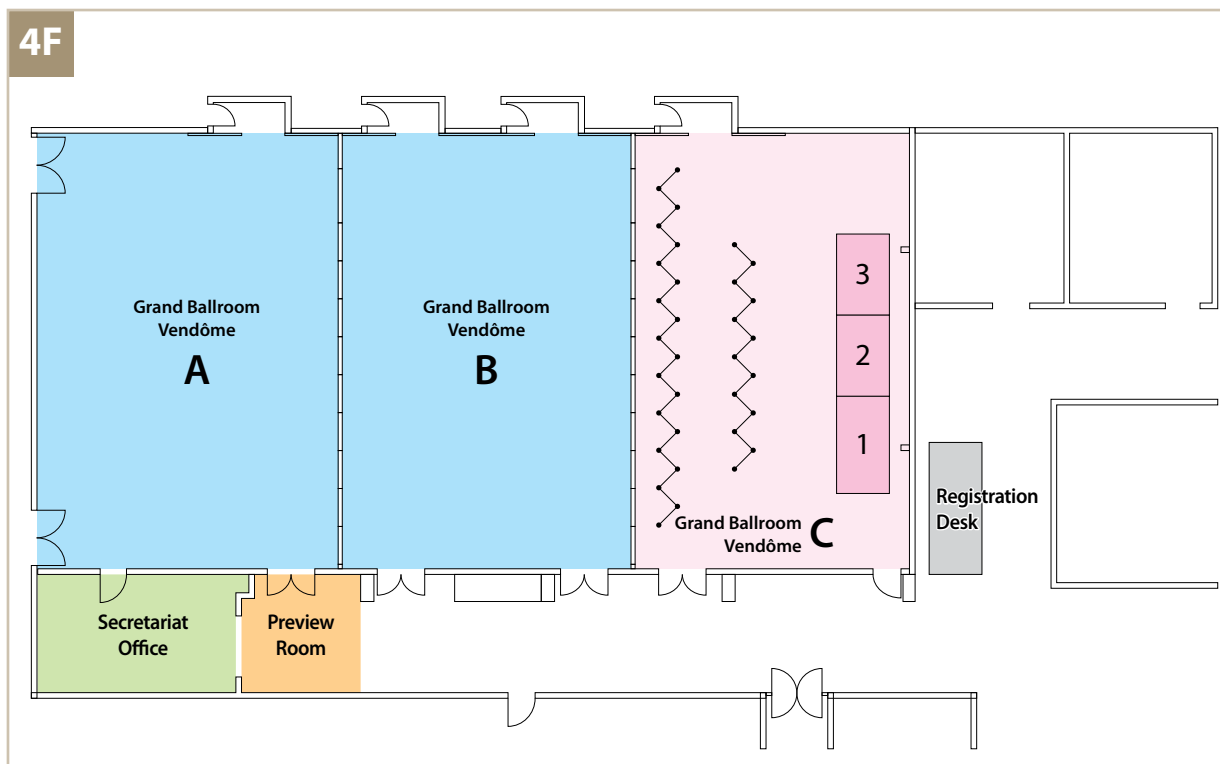 4F
Grand Ballroom
Vendôme
A
Grand Ballroom
Vendôme
B
3
2
1
Grand Ballroom
Vendôme
C
Registration
Desk
Secretariat
Office
Preview
Room